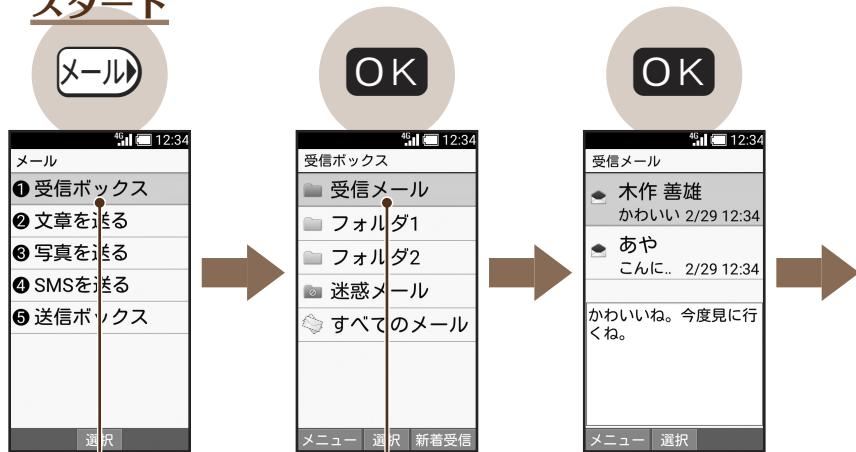 スタート
メール
4G 12:34
メール
❶受信ボックス
❷文章を送る
❸写真を送る
❹SMSを送る
❺送信ボックス
選択
OK
4G 12:34
受信ボックス
受信メール
フォルダ1
フォルダ2
迷惑メール
すべてのメール
メニュー 選択 新着受信
OK
4G 12:34
受信メール
木作 善雄
かわいい 2/29 12:34
あや
こんに.. 2/29 12:34
かわいいね。今度見に行
くね。
メニュー 選択